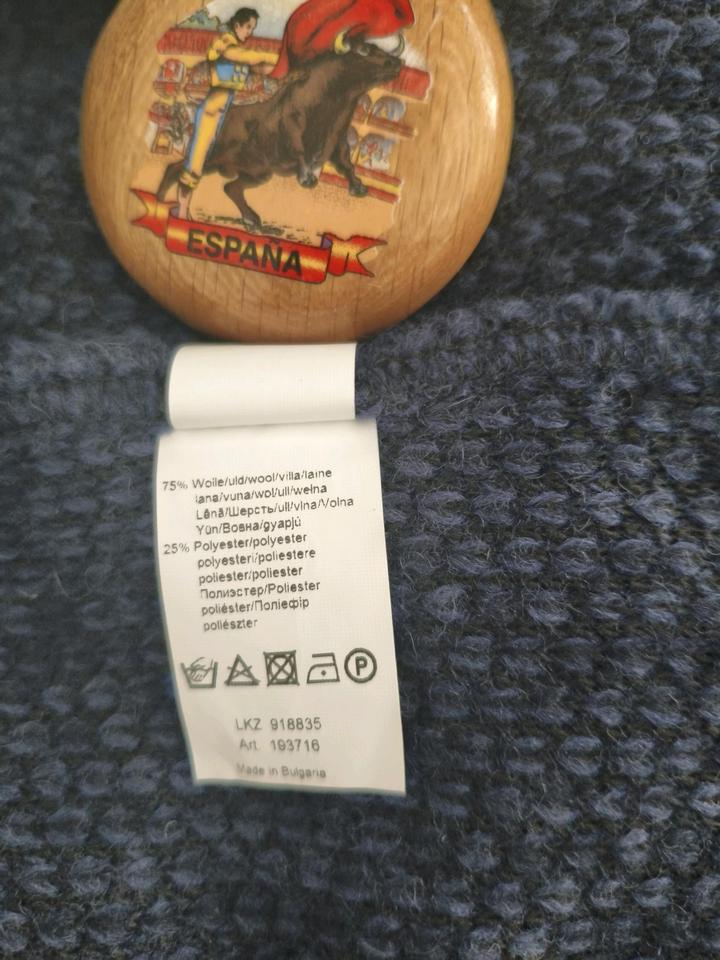 ESPAÑA
75% Wolle/uld/wool/villa/laine
lana/vuna/wol/ull/wełna
Lână/Шерсть/ull/vlna/Volna
Yün/Вовна/gyapjú
25% Polyester/polyester
polyesteri/poliestere
poliester/poliester
Полиэстер/Poliester
poliéster/Поліефір
poliészter
P
LKZ 918835
Art. 193716
Made in Bulgaria